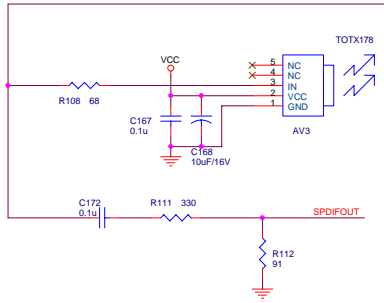 TOTX178
VCC
5 NC
4 NC
3 IN
2 VCC
1 GND
R108 68
C167
0.1u
C168
10uF/16V
AV3
C172
0.1u
R111 330
SPDIFOUT
R112
91